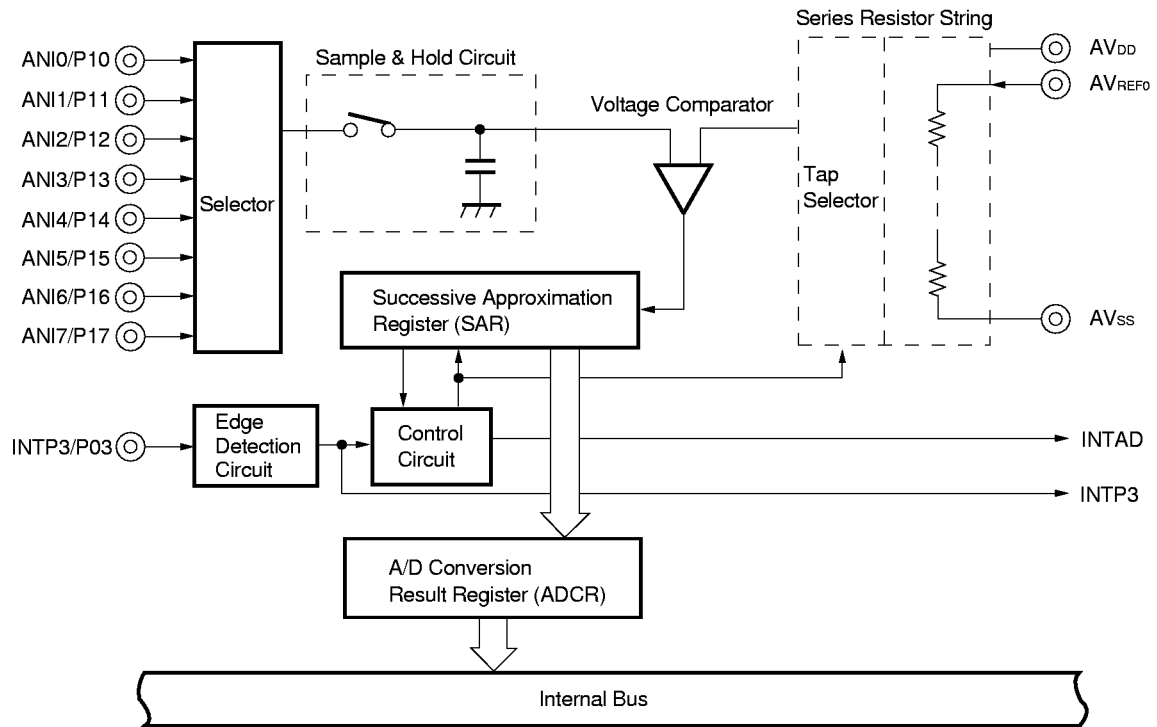 Series Resistor String
ANI0/P10
ANI1/P11
ANI2/P12
ANI3/P13
ANI4/P14
ANI5/P15
ANI6/P16
ANI7/P17
Selector
Sample & Hold Circuit
Voltage Comparator
Tap
Selector
AVDD
AVREF0
AVSS
Successive Approximation
Register (SAR)
INTP3/P03
Edge
Detection
Circuit
Control
Circuit
INTAD
INTP3
A/D Conversion
Result Register (ADCR)
Internal Bus